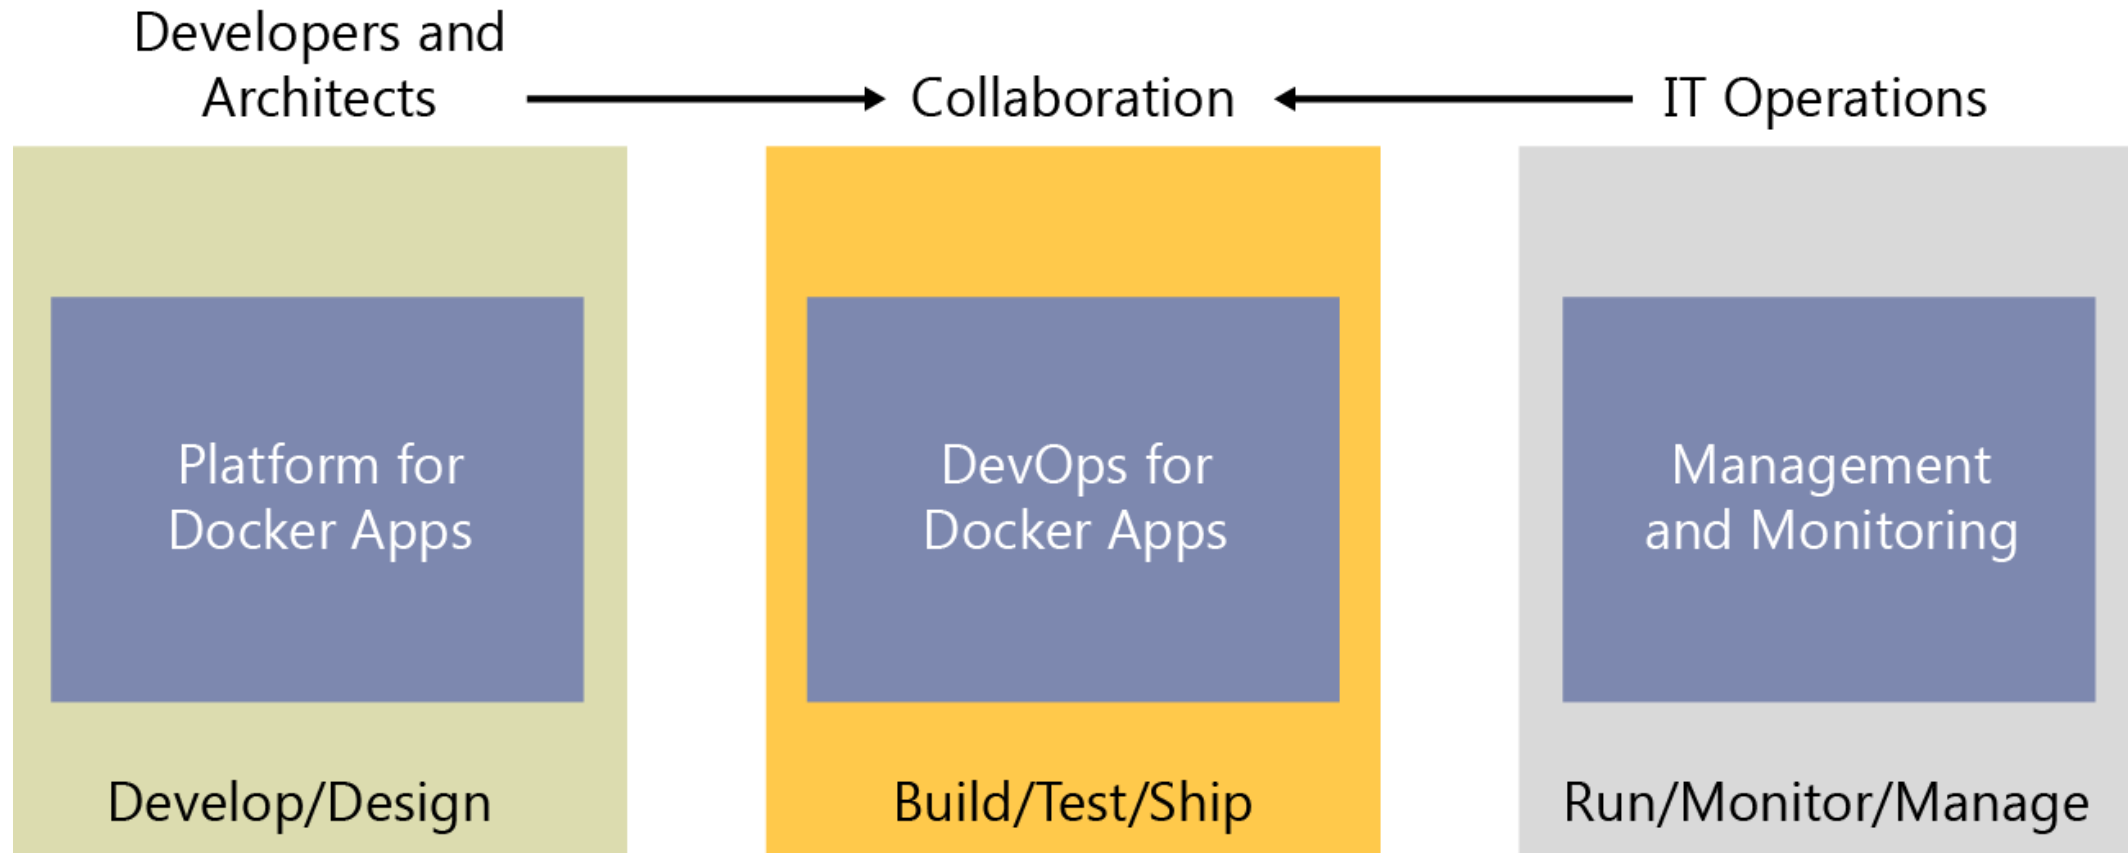 Developers and
Architects
Collaboration
IT Operations
Platform for
Docker Apps
DevOps for
Docker Apps
Management
and Monitoring
Develop/Design
Build/Test/Ship
Run/Monitor/Manage